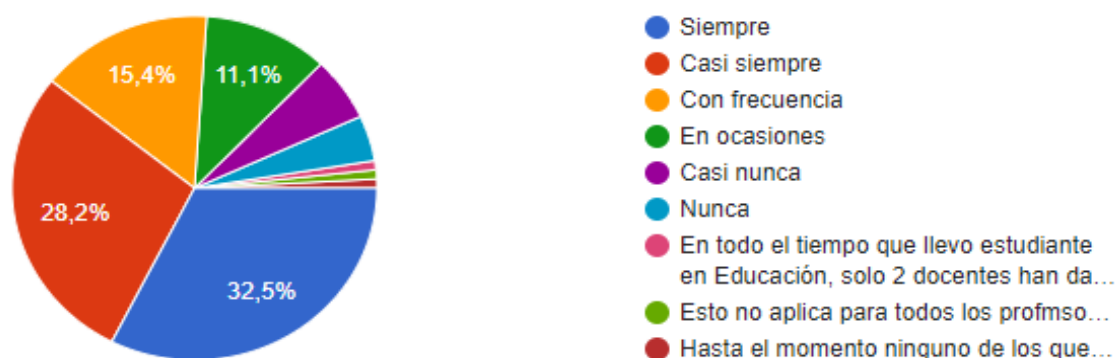 15,4%
11,1%
28,2%
32,5%
Siempre
Casi siempre
Con frecuencia
En ocasiones
Casi nunca
Nunca
En todo el tiempo que llevo estudiante
en Educación, solo 2 docentes han da...
Esto no aplica para todos los profmso...
Hasta el momento ninguno de los que...